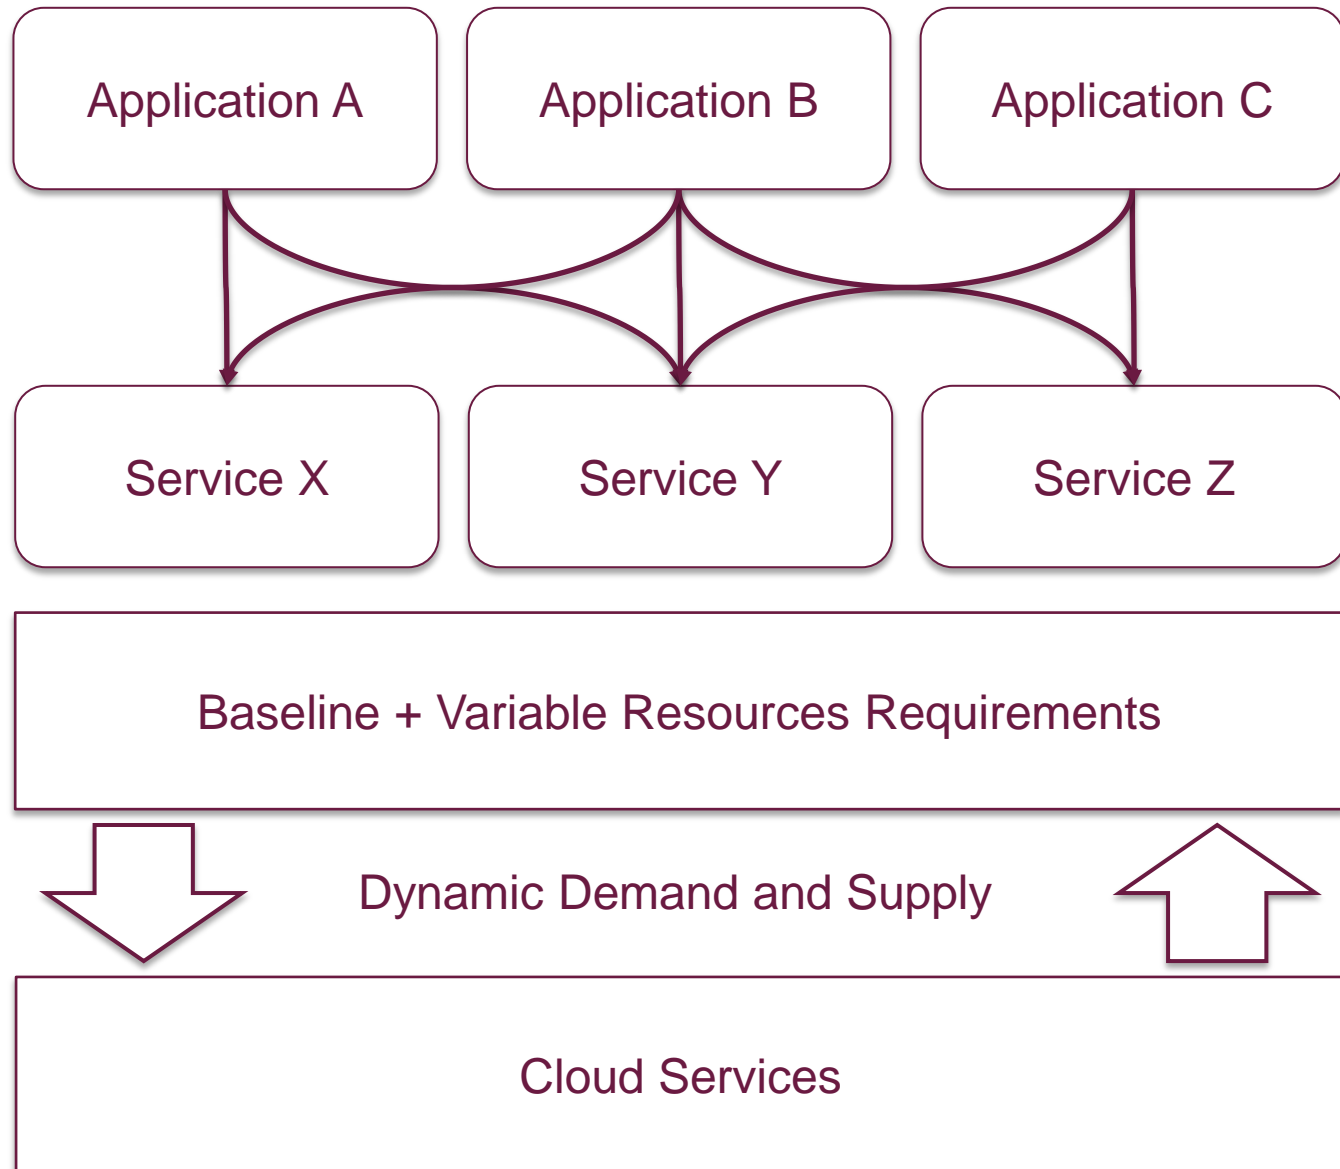 Application A
Application B
Application C
Service X
Service Y
Service Z
Baseline + Variable Resources Requirements
Dynamic Demand and Supply
Cloud Services